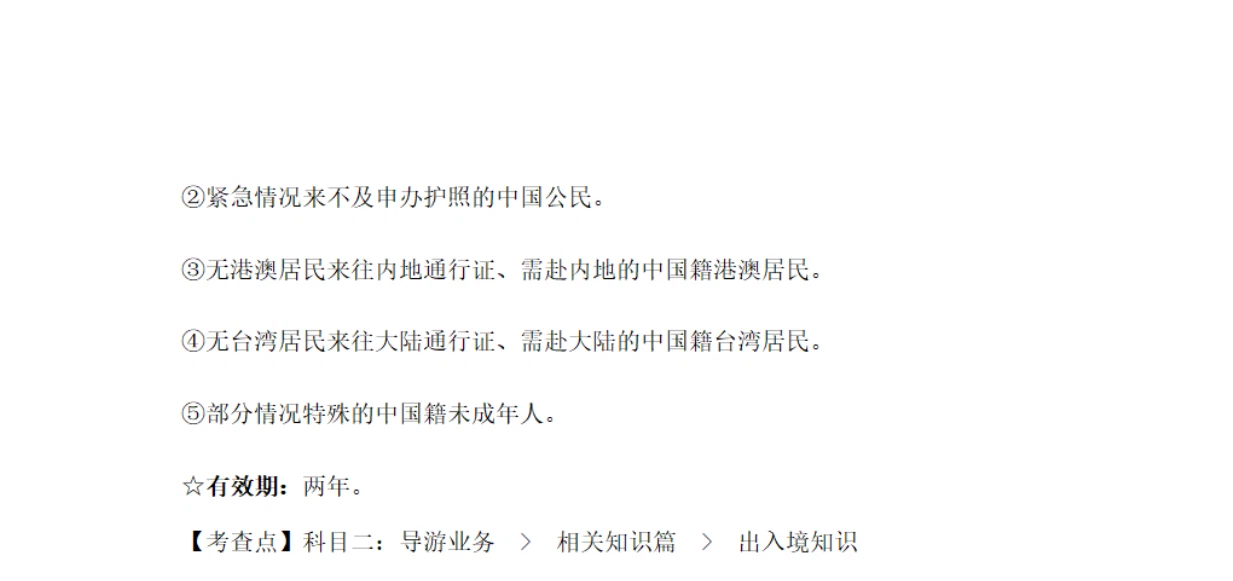 ②紧急情况来不及申办护照的中国公民。
③无港澳居民来往内地通行证、需赴内地的中国籍港澳居民。
④无台湾居民来往大陆通行证、需赴大陆的中国籍台湾居民。
⑤部分情况特殊的中国籍未成年人。
☆有效期：两年。
【考查点】科目二：导游业务 > 相关知识篇 > 出入境知识